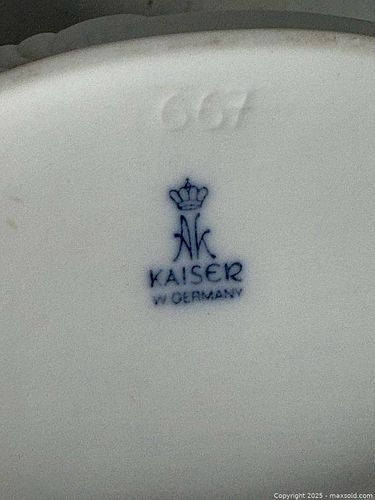 667
AK
KAISER
W GERMANY
Copyright 2025 - maxsold.com